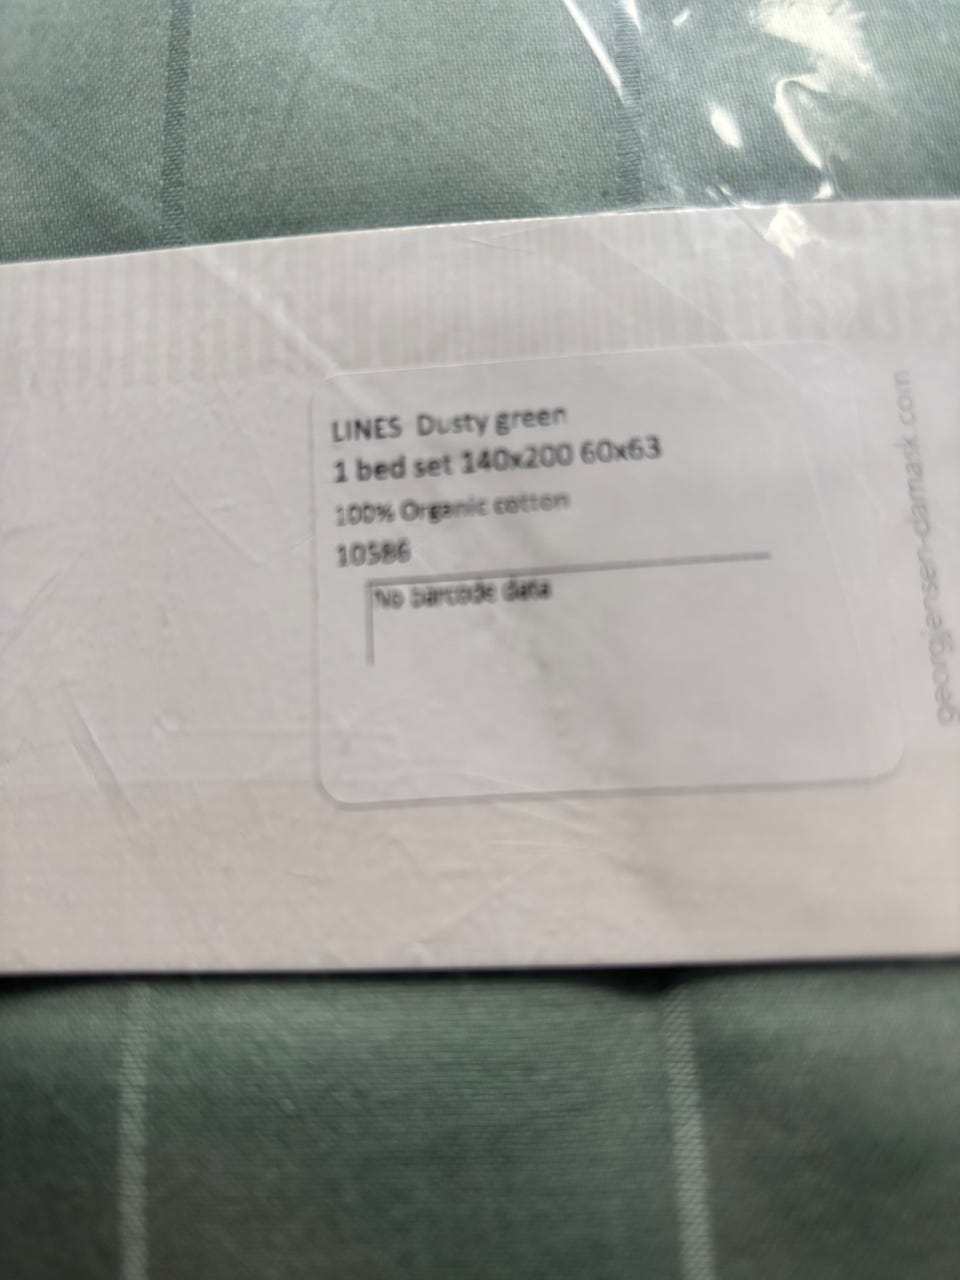 LINES Dusty green
1 bed set 140x200 60x63
100% Organic cotton
10586
No barcode data
georgjensen-damask.com